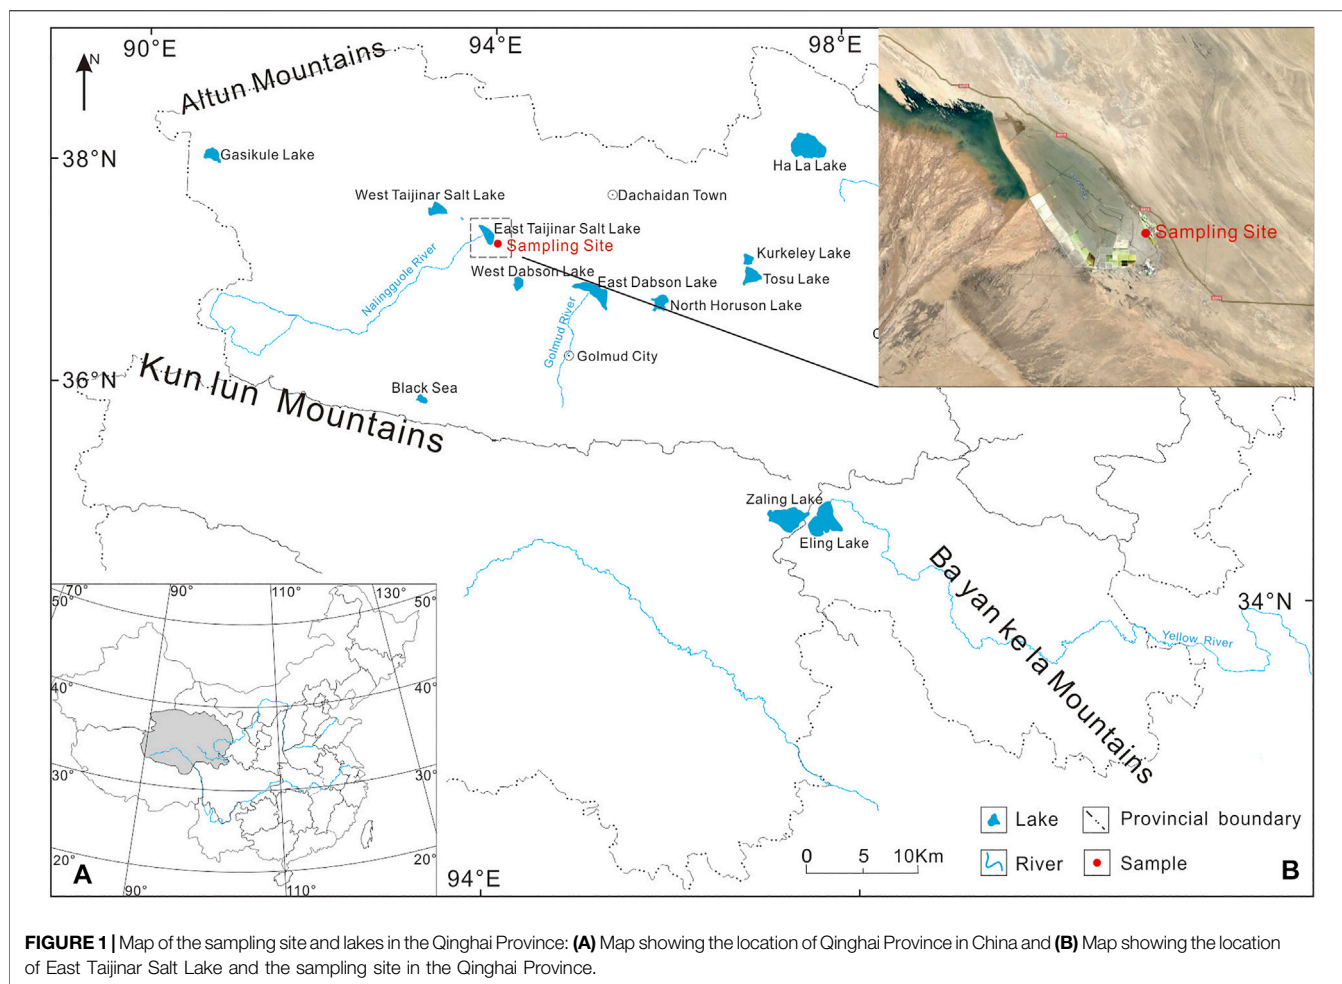 90°E
94°E
98°E
N
Altun Mountains
38°N
Gasikule Lake
Ha La Lake
West Taijinar Salt Lake
Dachaidan Town
East Taijinar Salt Lake
Sampling Site
Sampling Site
Nalingguole River
West Dabson Lake
East Dabson Lake
Kurkeley Lake
Tosu Lake
North Horuson Lake
Golmud River
Golmud City
36°N
Kun lun Mountains
Black Sea
Zaling Lake
Eling Lake
Ba yan ke la Mountains
34°N
Yellow River
70°
90°
110°
130°
50°
50°
40°
40°
30°
30°
20°
20°
90°
110°
A
94°E
Lake
Provincial boundary
River
Sample
0 5 10Km
B
FIGURE 1 | Map of the sampling site and lakes in the Qinghai Province: (A) Map showing the location of Qinghai Province in China and (B) Map showing the location
of East Taijinar Salt Lake and the sampling site in the Qinghai Province.